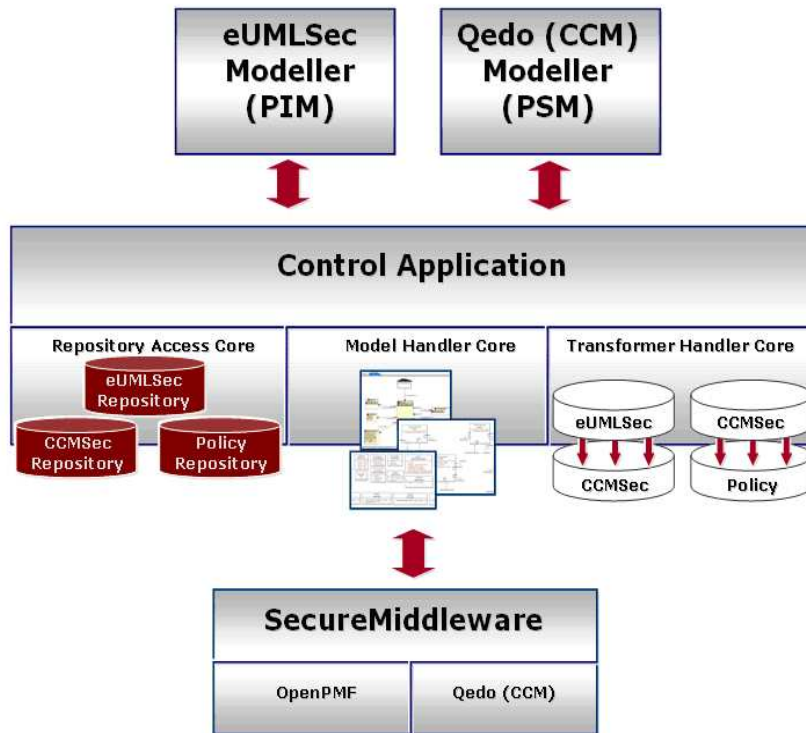 eUMLSec
Modeller
(PIM)
Qedo (CCM)
Modeller
(PSM)
Control Application
Repository Access Core
Model Handler Core
Transformer Handler Core
eUMLSec
Repository
CCMSec
Repository
Policy
Repository
eUMLSec
CCMSec
CCMSec
Policy
SecureMiddleware
OpenPMF
Qedo (CCM)